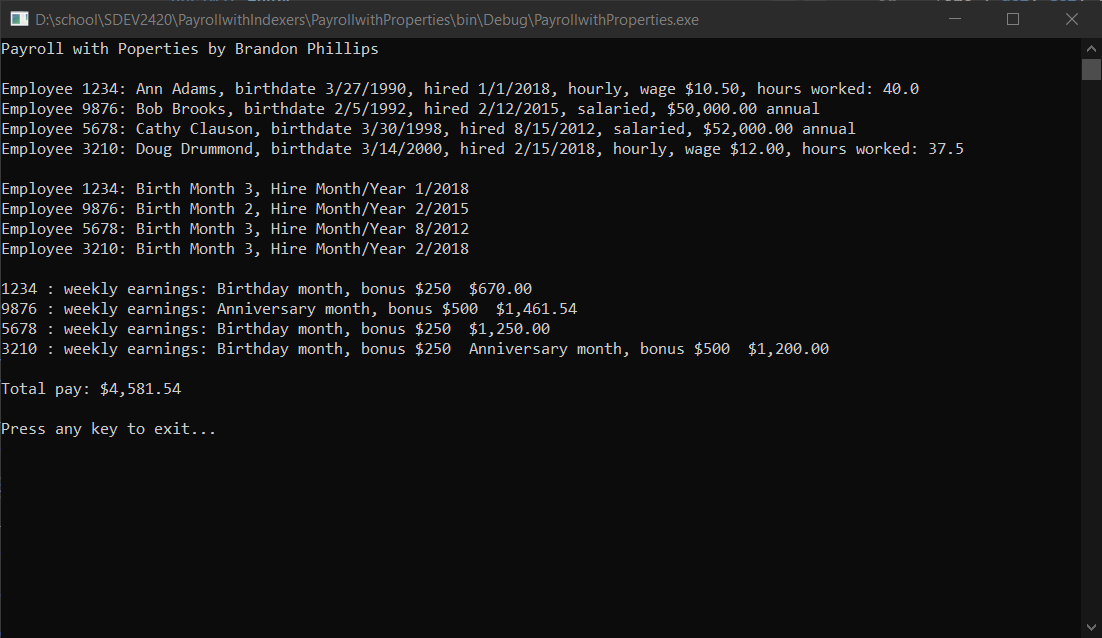 D:\school\SDEV2420\PayrollwithIndexers\PayrollwithProperties\bin\Debug\PayrollwithProperties.exe
Payroll with Poperties by Brandon Phillips
Employee 1234: Ann Adams, birthdate 3/27/1990, hired 1/1/2018, hourly, wage $10.50, hours worked: 40.0
Employee 9876: Bob Brooks, birthdate 2/5/1992, hired 2/12/2015, salaried, $50,000.00 annual
Employee 5678: Cathy Clauson, birthdate 3/30/1998, hired 8/15/2012, salaried, $52,000.00 annual
Employee 3210: Doug Drummond, birthdate 3/14/2000, hired 2/15/2018, hourly, wage $12.00, hours worked: 37.5
Employee 1234: Birth Month 3, Hire Month/Year 1/2018
Employee 9876: Birth Month 2, Hire Month/Year 2/2015
Employee 5678: Birth Month 3, Hire Month/Year 8/2012
Employee 3210: Birth Month 3, Hire Month/Year 2/2018
1234 : weekly earnings: Birthday month, bonus $250  $670.00
9876 : weekly earnings: Anniversary month, bonus $500  $1,461.54
5678 : weekly earnings: Birthday month, bonus $250  $1,250.00
3210 : weekly earnings: Birthday month, bonus $250  Anniversary month, bonus $500  $1,200.00
Total pay: $4,581.54
Press any key to exit...